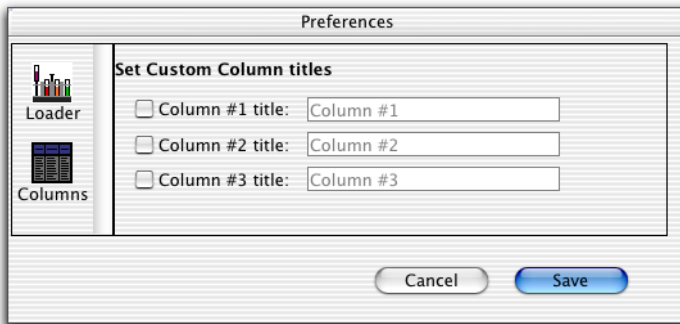 Preferences
Loader
Columns
Set Custom Column titles
Column #1 title: Column #1
Column #2 title: Column #2
Column #3 title: Column #3
Cancel Save